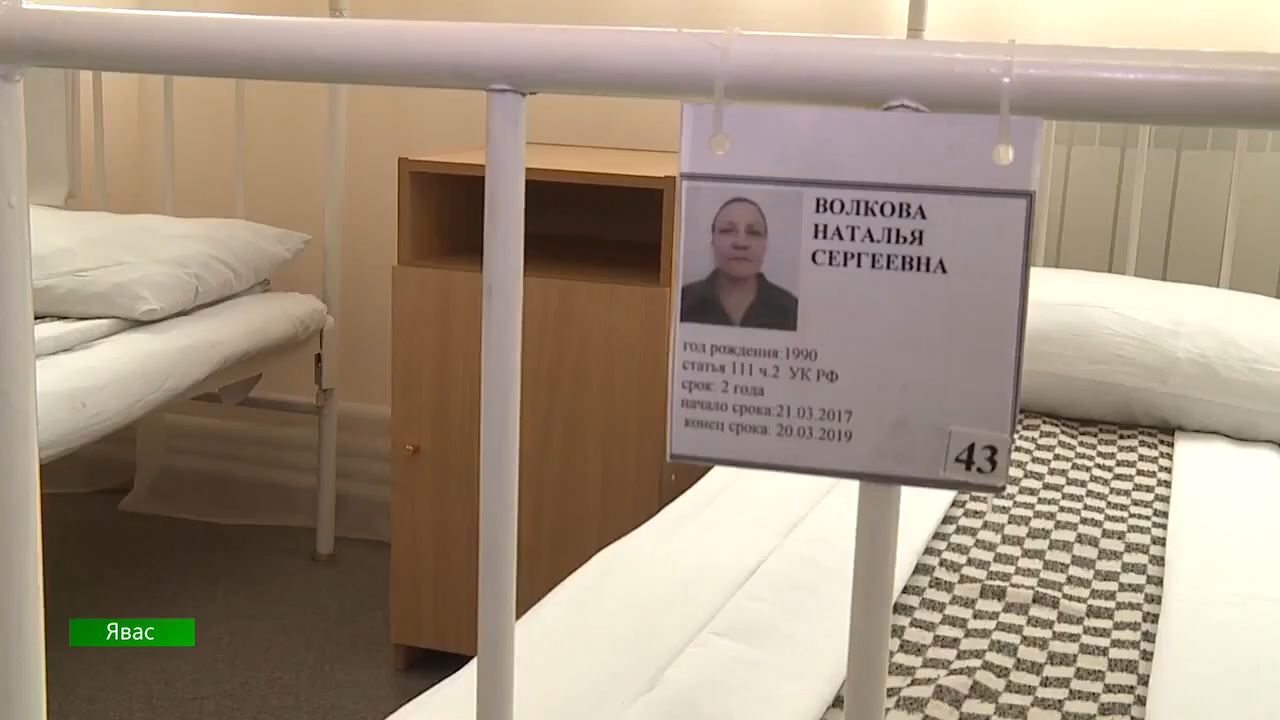 ВОЛКОВА
НАТАЛЬЯ
СЕРГЕЕВНА
год рождения:1990
статья 111 ч.2 УК РФ
срок: 2 года
начало срока:21.03.2017
конец срока: 20.03.2019
43
Явас